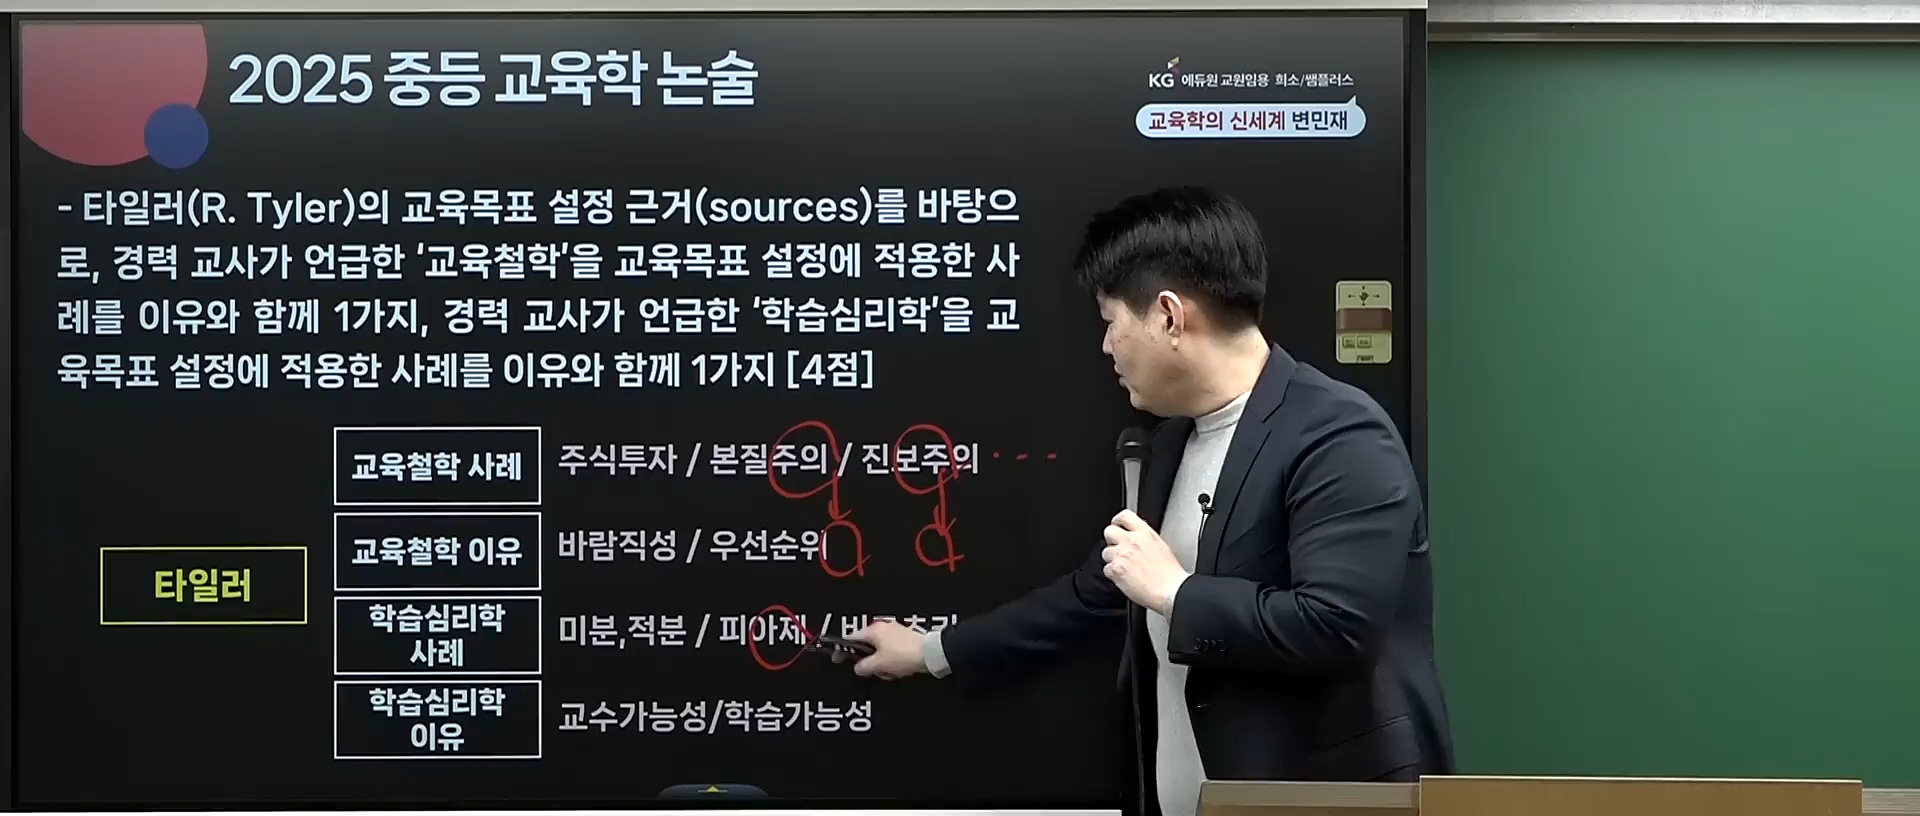 2025 중등 교육학 논술
KG 에듀원 교원임용 희소/쌤플러스
교육학의 신세계 변민재
- 타일러(R. Tyler)의 교육목표 설정 근거(sources)를 바탕으
로, 경력 교사가 언급한 ‘교육철학’을 교육목표 설정에 적용한 사
례를 이유와 함께 1가지, 경력 교사가 언급한 ‘학습심리학’을 교
육목표 설정에 적용한 사례를 이유와 함께 1가지 [4점]
타일러
교육철학 사례
주식투자 / 본질주의 / 진보주의
교육철학 이유
바람직성 / 우선순위
학습심리학
사례
미분,적분 / 피아제 /
학습심리학
이유
교수가능성/학습가능성